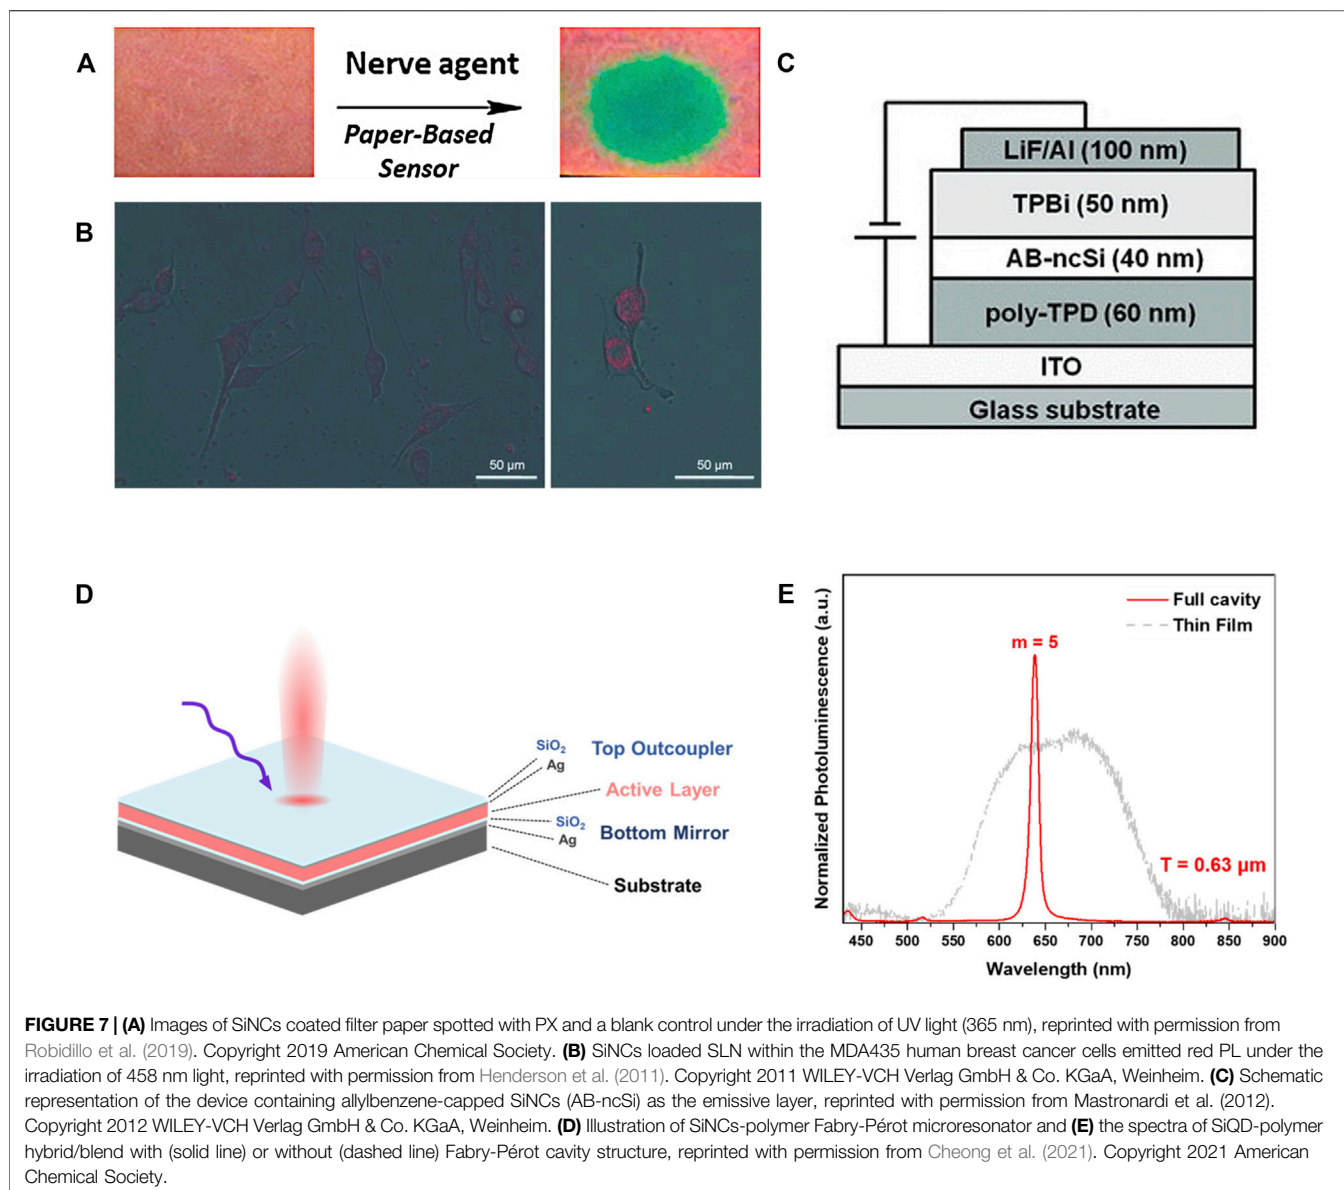 A
Nerve agent
Paper-Based
Sensor
B
50 µm
50 µm
C
LiF/Al (100 nm)
TPBi (50 nm)
AB-ncSi (40 nm)
poly-TPD (60 nm)
ITO
Glass substrate
D
SiO2
Ag
Top Outcoupler
Active Layer
SiO2
Ag
Bottom Mirror
Substrate
E
Normalized Photoluminescence (a.u.)
Full cavity
Thin Film
m = 5
T = 0.63 µm
450 500 550 600 650 700 750 800 850 900
Wavelength (nm)
FIGURE 7 | (A) Images of SiNCs coated filter paper spotted with PX and a blank control under the irradiation of UV light (365 nm), reprinted with permission from
Robidillo et al. (2019). Copyright 2019 American Chemical Society. (B) SiNCs loaded SLN within the MDA435 human breast cancer cells emitted red PL under the
irradiation of 458 nm light, reprinted with permission from Henderson et al. (2011). Copyright 2011 WILEY-VCH Verlag GmbH & Co. KGaA, Weinheim. (C) Schematic
representation of the device containing allylbenzene-capped SiNCs (AB-ncSi) as the emissive layer, reprinted with permission from Mastronardi et al. (2012).
Copyright 2012 WILEY-VCH Verlag GmbH & Co. KGaA, Weinheim. (D) Illustration of SiNCs-polymer Fabry-Pérot microresonator and (E) the spectra of SiQD-polymer
hybrid/blend with (solid line) or without (dashed line) Fabry-Pérot cavity structure, reprinted with permission from Cheong et al. (2021). Copyright 2021 American
Chemical Society.